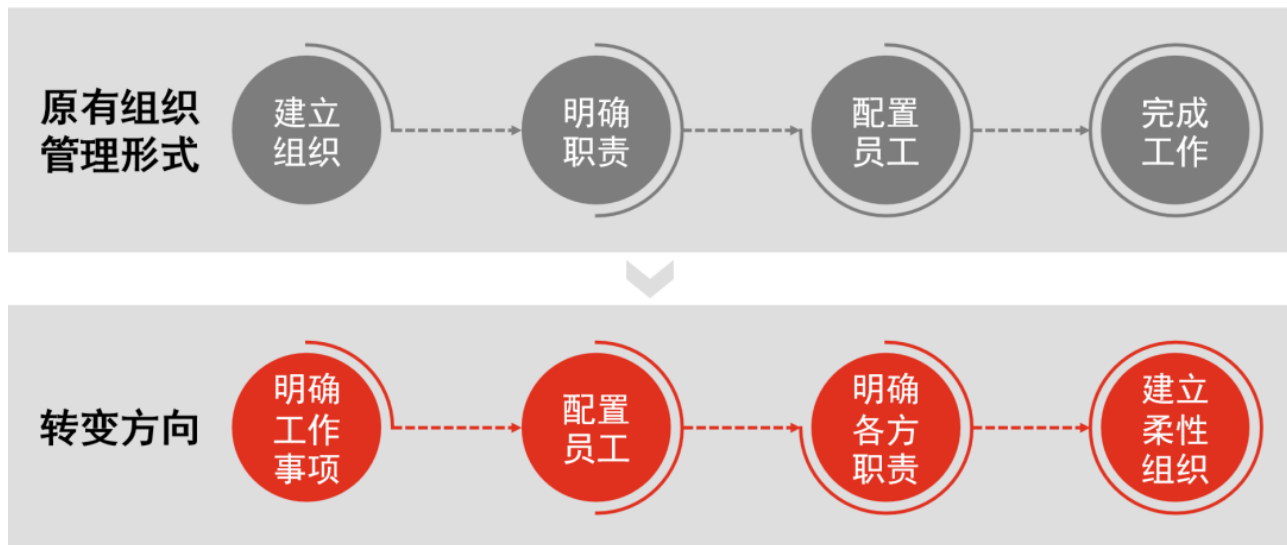 原有组织
管理形式
建立
组织
明确
职责
配置
员工
完成
工作
转变方向
明确
工作
事项
配置
员工
明确
各方
职责
建立
柔性
组织